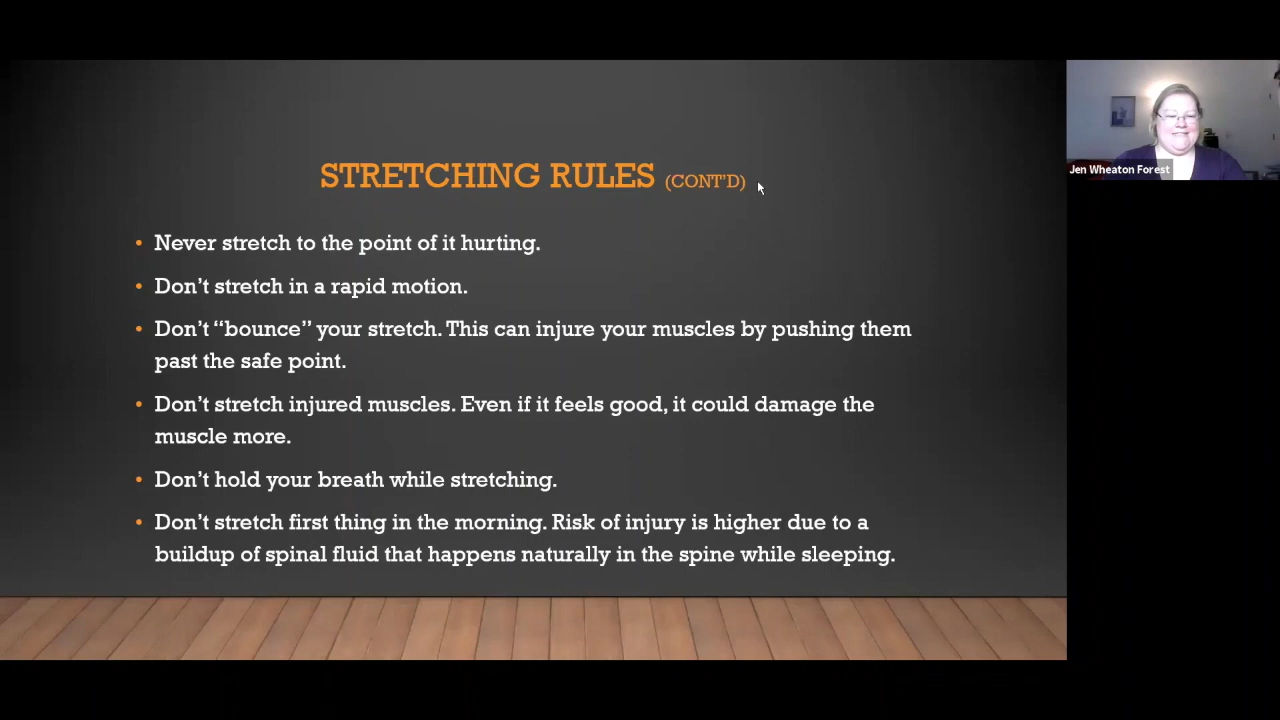 STRETCHING RULES (CONT'D)
• Never stretch to the point of it hurting.
• Don't stretch in a rapid motion.
• Don't “bounce” your stretch. This can injure your muscles by pushing them
past the safe point.
• Don't stretch injured muscles. Even if it feels good, it could damage the
muscle more.
• Don't hold your breath while stretching.
• Don't stretch first thing in the morning. Risk of injury is higher due to a
buildup of spinal fluid that happens naturally in the spine while sleeping.
Jen Wheaton Forest